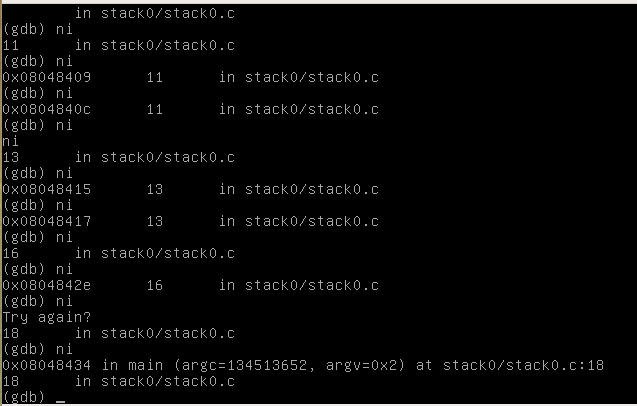 in stack0/stack0.c
(gdb) ni
11 in stack0/stack0.c
(gdb) ni
0x08048409 11 in stack0/stack0.c
(gdb) ni
0x0804840c 11 in stack0/stack0.c
(gdb) ni
ni
13 in stack0/stack0.c
(gdb) ni
0x08048415 13 in stack0/stack0.c
(gdb) ni
0x08048417 13 in stack0/stack0.c
(gdb) ni
16 in stack0/stack0.c
(gdb) ni
0x0804842e 16 in stack0/stack0.c
(gdb) ni
Try again?
18 in stack0/stack0.c
(gdb) ni
0x08048434 in main (argc=134513652, argv=0x2) at stack0/stack0.c:18
18 in stack0/stack0.c
(gdb) _